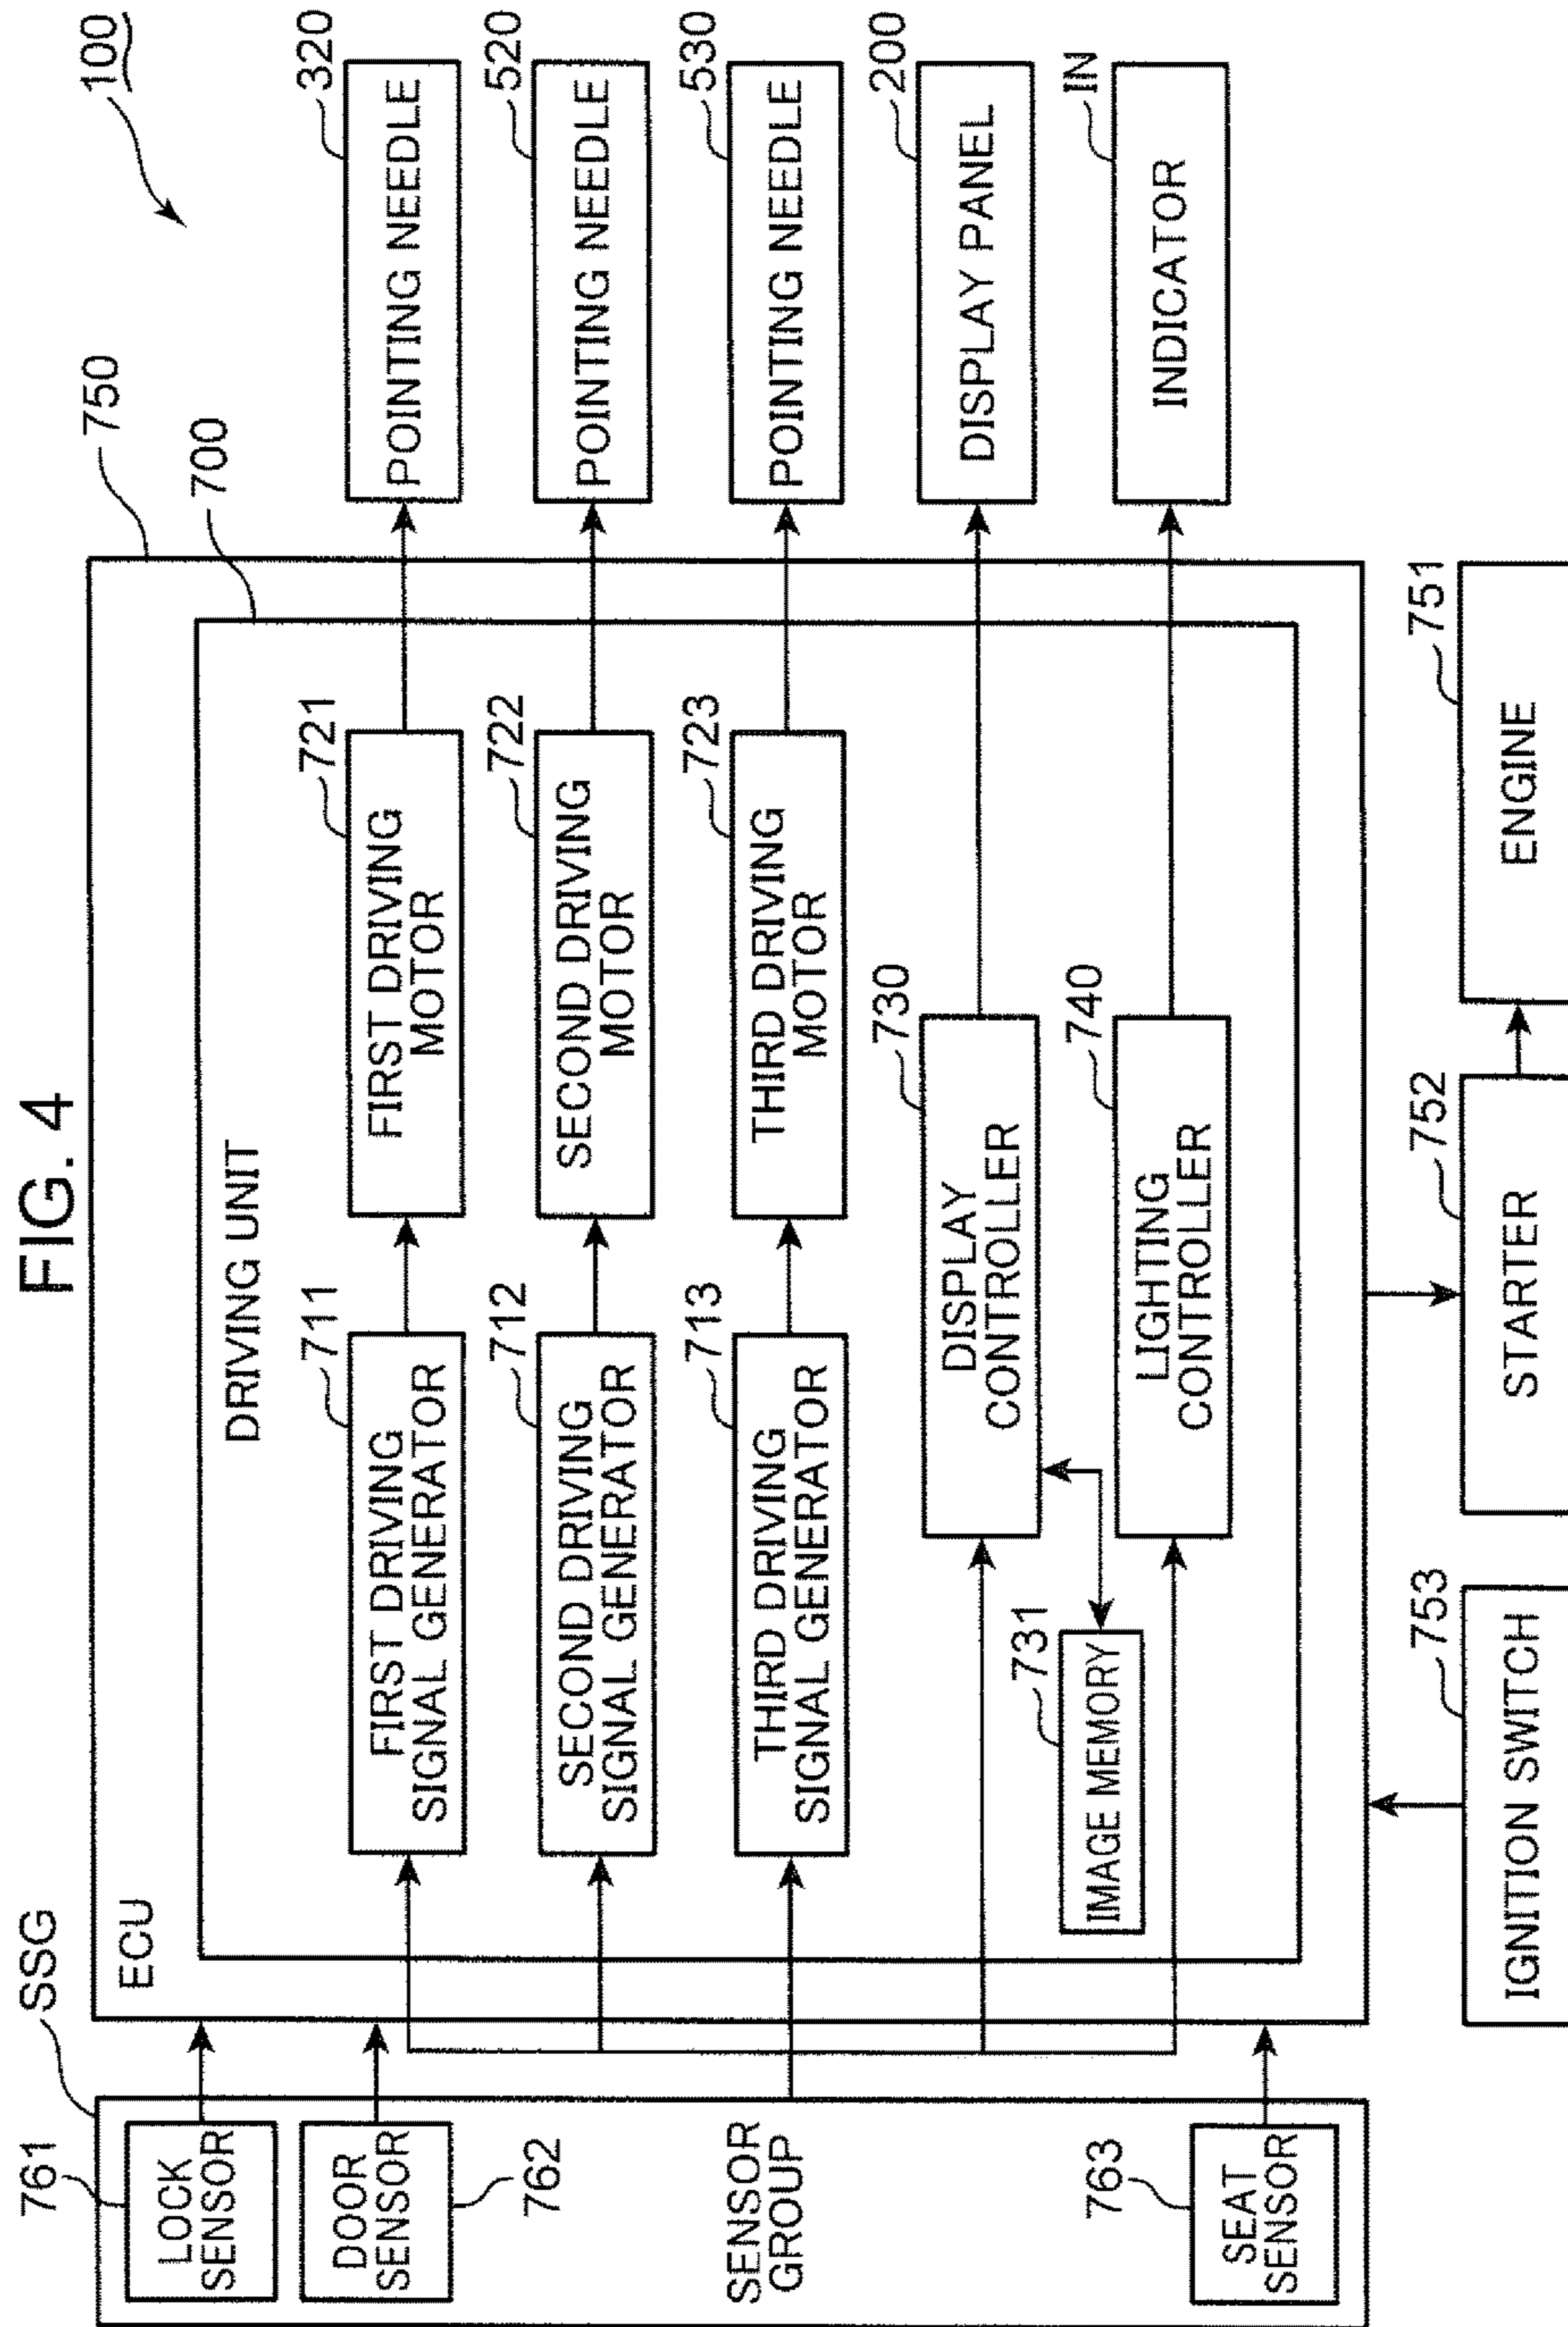 FIG. 4
100
SSG
ECU
750
700
DRIVING UNIT
761
LOCK
SENSOR
DOOR
SENSOR
762
SENSOR
GROUP
763
SEAT
SENSOR
711
FIRST DRIVING
SIGNAL GENERATOR
721
FIRST DRIVING
MOTOR
320
POINTING NEEDLE
712
SECOND DRIVING
SIGNAL GENERATOR
722
SECOND DRIVING
MOTOR
520
POINTING NEEDLE
713
THIRD DRIVING
SIGNAL GENERATOR
723
THIRD DRIVING
MOTOR
530
POINTING NEEDLE
730
DISPLAY
CONTROLLER
200
DISPLAY PANEL
731
IMAGE MEMORY
740
LIGHTING
CONTROLLER
IN
INDICATOR
753
IGNITION SWITCH
752
STARTER
751
ENGINE